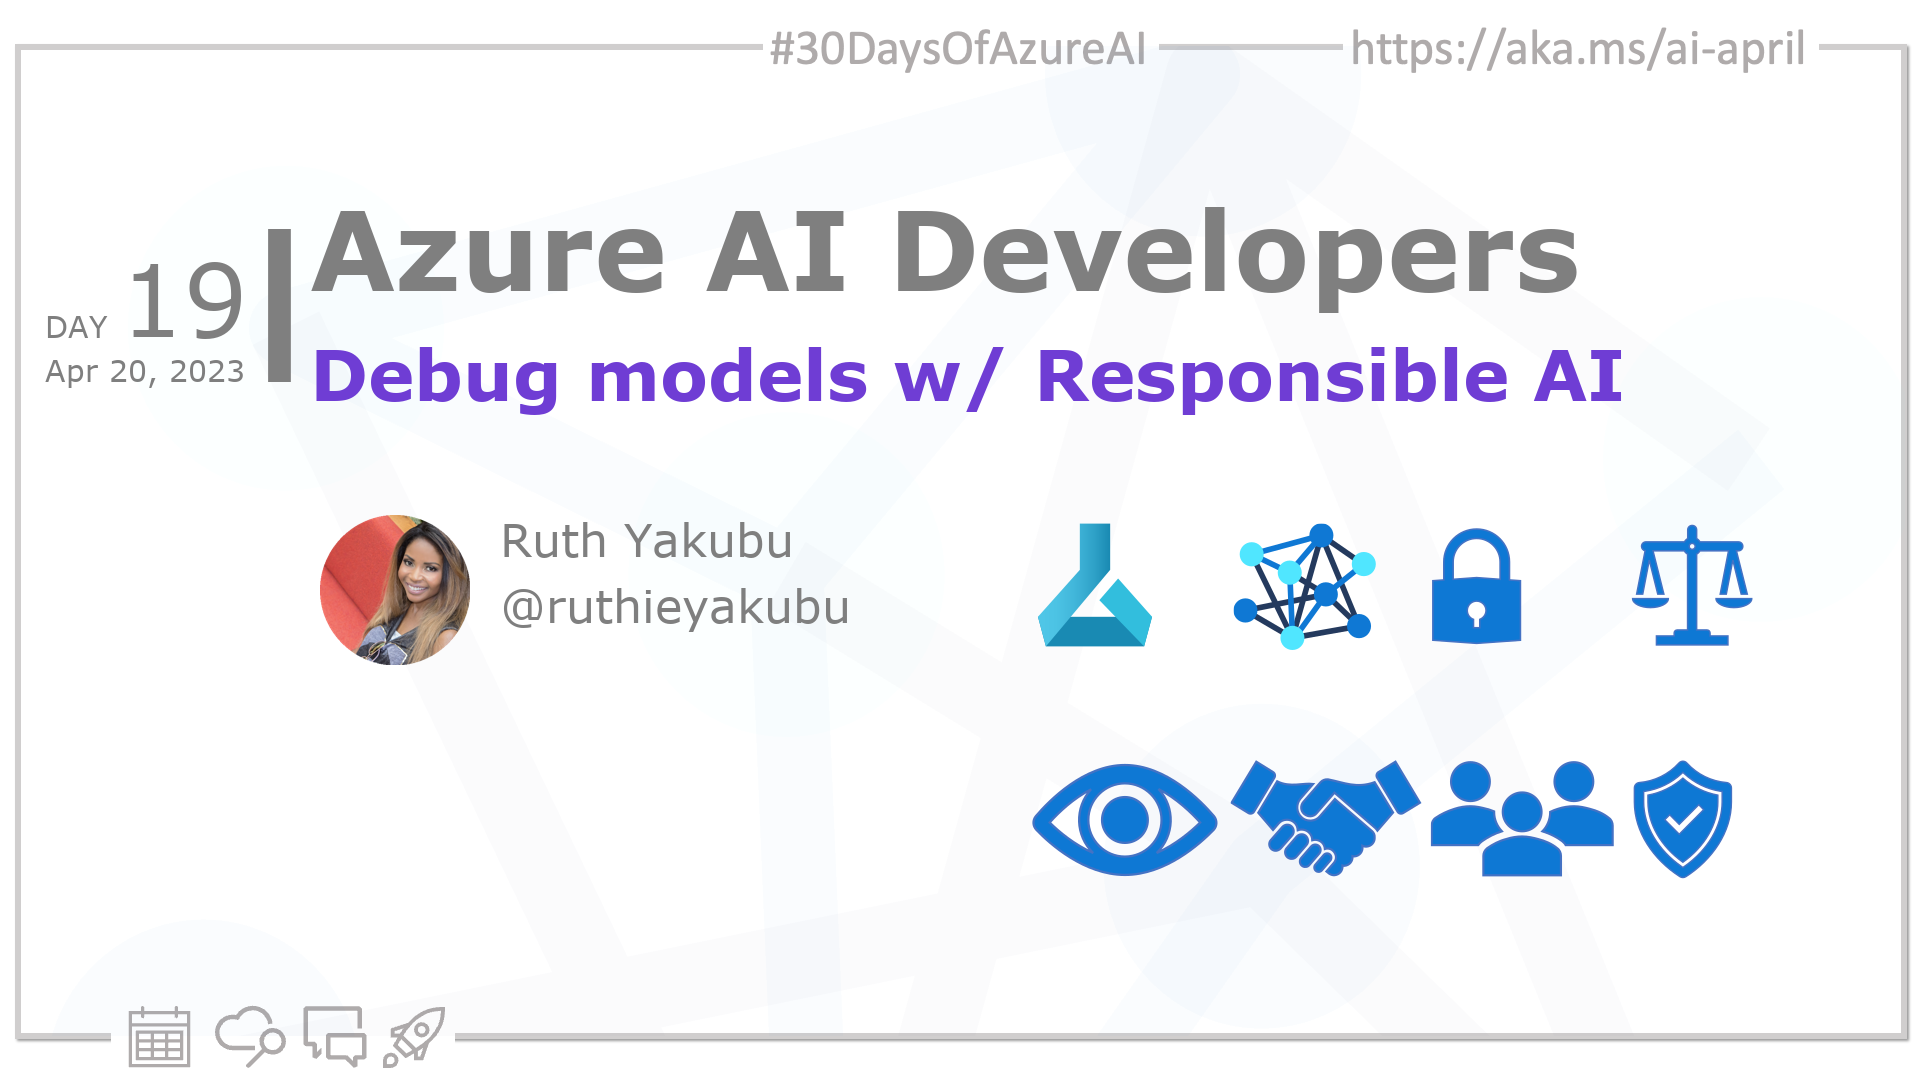 #30DaysOfAzureAI
https://aka.ms/ai-april
Azure AI Developers
DAY 19
Apr 20, 2023
Debug models w/ Responsible AI
Ruth Yakubu
@ruthieyakubu